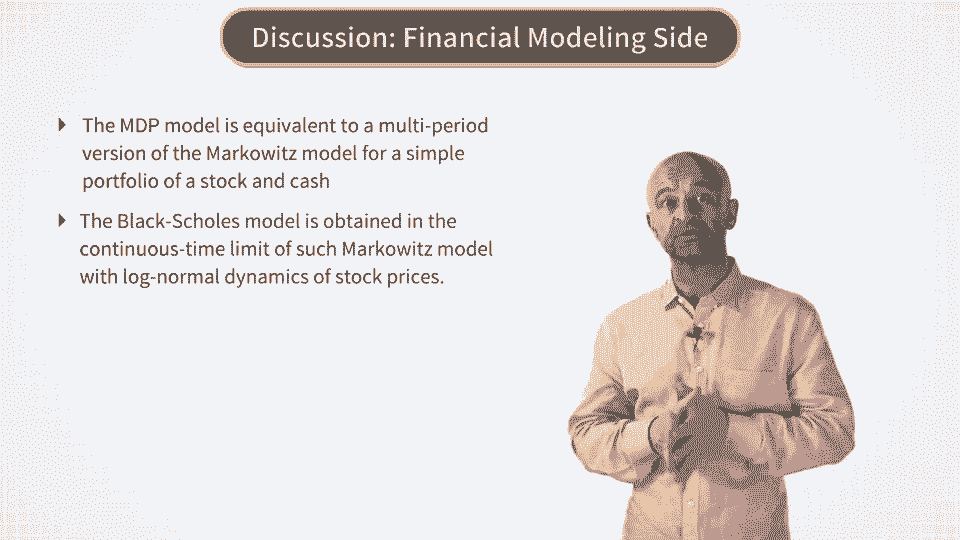 Discussion: Financial Modeling Side
The MDP model is equivalent to a multi-period
version of the Markowitz model for a simple
portfolio of a stock and cash
The Black-Scholes model is obtained in the
continuous-time limit of such Markowitz model
with log-normal dynamics of stock prices.